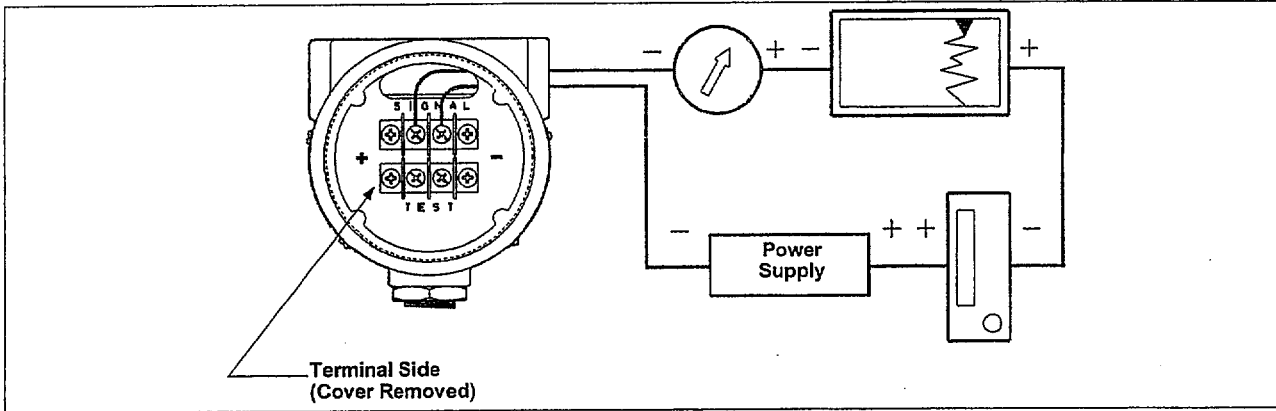 − + − +
SIGNAL
+ −
TEST
− Power Supply + + −
Terminal Side
(Cover Removed)